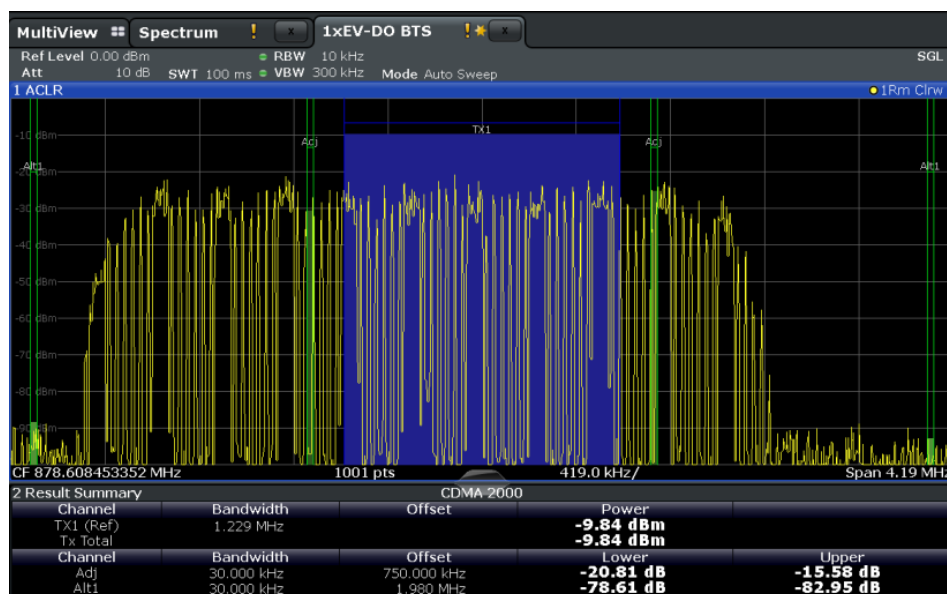 MultiView Spectrum ! x 1xEV-DO BTS ! x
Ref Level 0.00 dBm RBW 10 kHz SGL
Att 10 dB SWT 100 ms VBW 300 kHz Mode Auto Sweep
1 ACLR 1Rm Clrw
TX1
-10 dBm
Adj Adj
Alt1 Alt1
-20 dBm
-30 dBm
-40 dBm
-50 dBm
-60 dBm
-70 dBm
-80 dBm
-90 dBm
CF 878.608453352 MHz 1001 pts 419.0 kHz/ Span 4.19 MHz
2 Result Summary CDMA 2000
Channel Bandwidth Offset Power
TX1 (Ref) 1.229 MHz -9.84 dBm
Tx Total -9.84 dBm
Channel Bandwidth Offset Lower Upper
Adj 30.000 kHz 750.000 kHz -20.81 dB -15.58 dB
Alt1 30.000 kHz 1.980 MHz -78.61 dB -82.95 dB